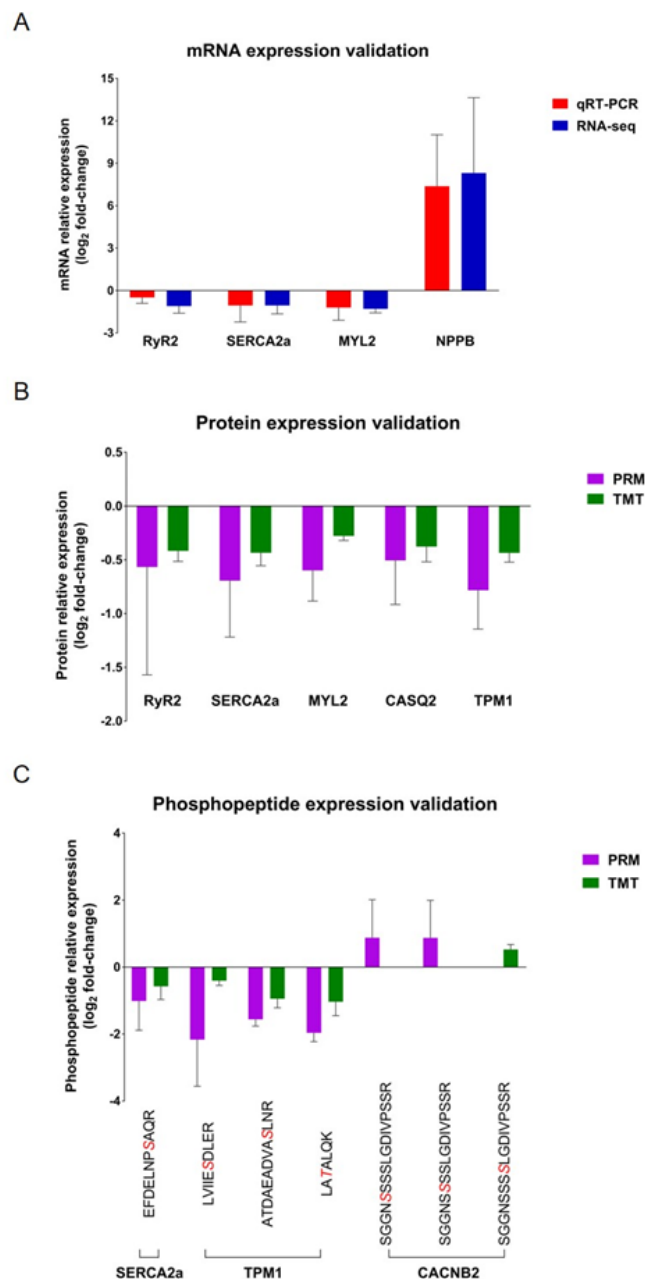 A
mRNA expression validation
mRNA relative expression
(log₂ fold-change)
15
12
9
6
3
0
-3
RyR2 SERCA2a MYL2 NPPB
qRT-PCR
RNA-seq
B
Protein expression validation
Protein relative expression
(log₂ fold-change)
0.5
0.0
-0.5
-1.0
-1.5
-2.0
RyR2 SERCA2a MYL2 CASQ2 TPM1
PRM
TMT
C
Phosphopeptide expression validation
Phosphopeptide relative expression
(log₂ fold-change)
4
2
0
-2
-4
PRM
TMT
EFDELNPSAQR
LVIIESDLER
ATDAEADVASLNR
LATALQK
SGGNSSSSLGDIVPSSR
SGGNSSSSLGDIVPSSR
SGGNSSSSLGDIVPSSR
SERCA2a TPM1 CACNB2